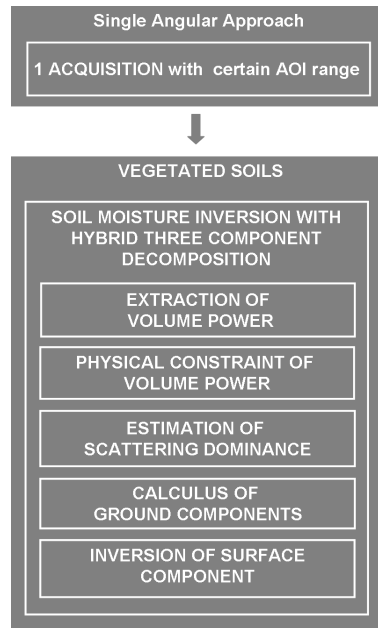 Single Angular Approach
1 ACQUISITION with certain AOI range
VEGETATED SOILS
SOIL MOISTURE INVERSION WITH
HYBRID THREE COMPONENT
DECOMPOSITION
EXTRACTION OF
VOLUME POWER
PHYSICAL CONSTRAINT OF
VOLUME POWER
ESTIMATION OF
SCATTERING DOMINANCE
CALCULUS OF
GROUND COMPONENTS
INVERSION OF SURFACE
COMPONENT